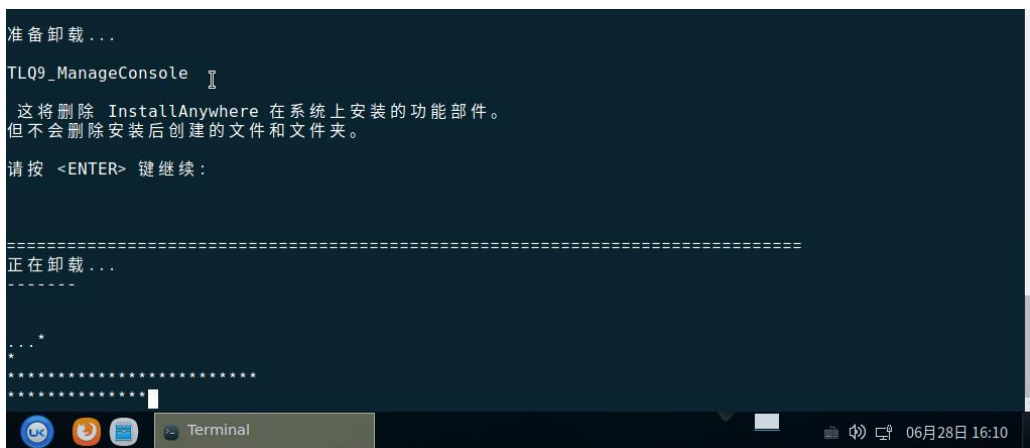 准备卸载...
TLQ9_ManageConsole
这将删除 InstallAnywhere 在系统上安装的功能部件。
但不会删除安装后创建的文件和文件夹。
请按 <ENTER> 键继续:
===============================================================================
正在卸载...
-------
...*
*
*************************
**************
UK
Terminal
06月28日 16:10